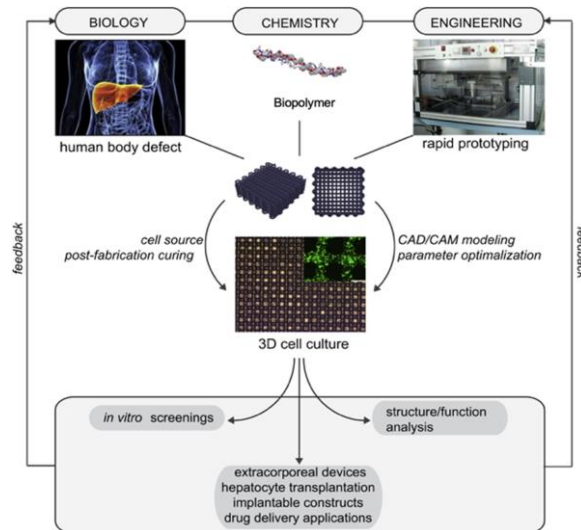 BIOLOGY
CHEMISTRY
ENGINEERING
Biopolymer
human body defect
rapid prototyping
feedback
feedback
cell source
post-fabrication curing
CAD/CAM modeling
parameter optimalization
3D cell culture
in vitro screenings
structure/function
analysis
extracorporeal devices
hepatocyte transplantation
implantable constructs
drug delivery applications